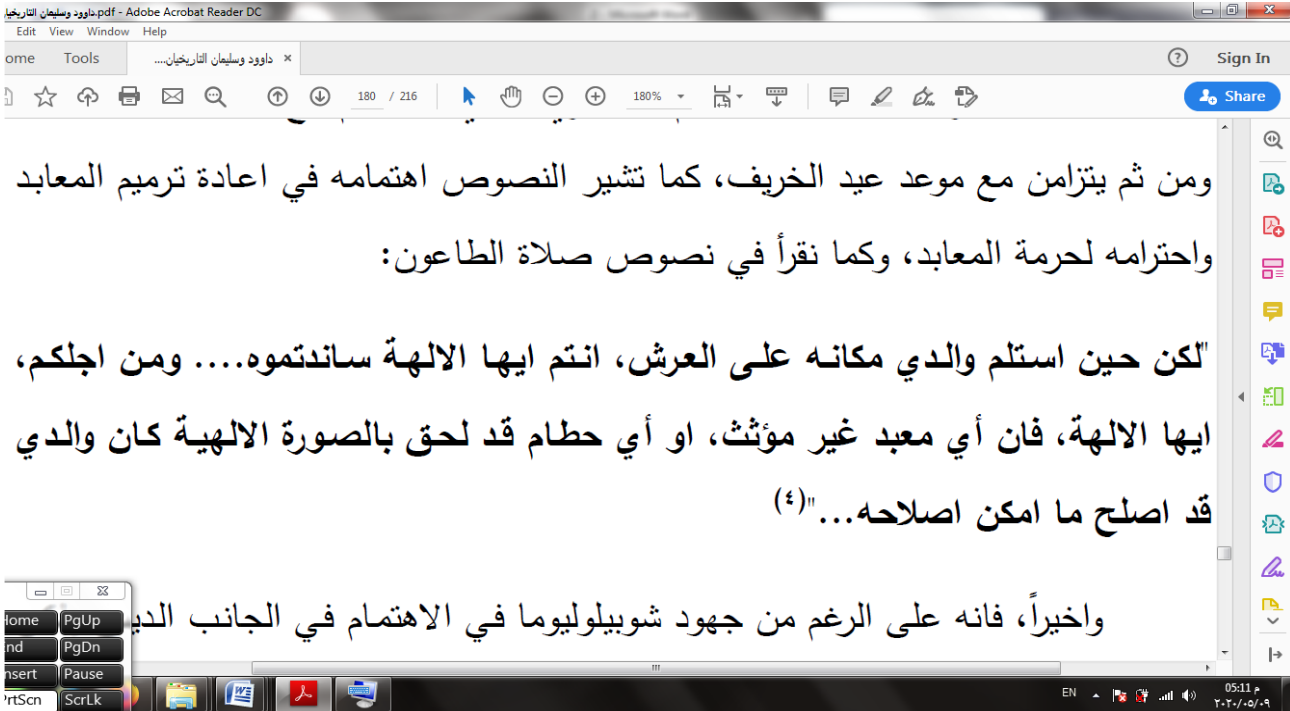 داوود وسليمان التاريخيا.pdf - Adobe Acrobat Reader DC
Edit View Window Help
ome Tools داوود وسليمان التاريخيان.... × Sign In
180 / 216 180% Share
ومن ثم يتزامن مع موعد عيد الخريف، كما تشير النصوص اهتمامه في اعادة ترميم المعابد
واحترامه لحرمة المعابد، وكما نقرأ في نصوص صلاة الطاعون:
"لكن حين استلم والدي مكانه على العرش، انتم ايها الالهة ساندتموه.... ومن اجلكم،
ايها الالهة، فان أي معبد غير مؤثث، او أي حطام قد لحق بالصورة الالهية كان والدي
قد اصلح ما امكن اصلاحه..."(٤)
واخيراً، فانه على الرغم من جهود شوبيلوليوما في الاهتمام في الجانب الدي
Home PgUp
nd PgDn
nsert Pause
PrtScn ScrLk
EN 05:11 م
٢٠٢٠/٠٥/٠٩